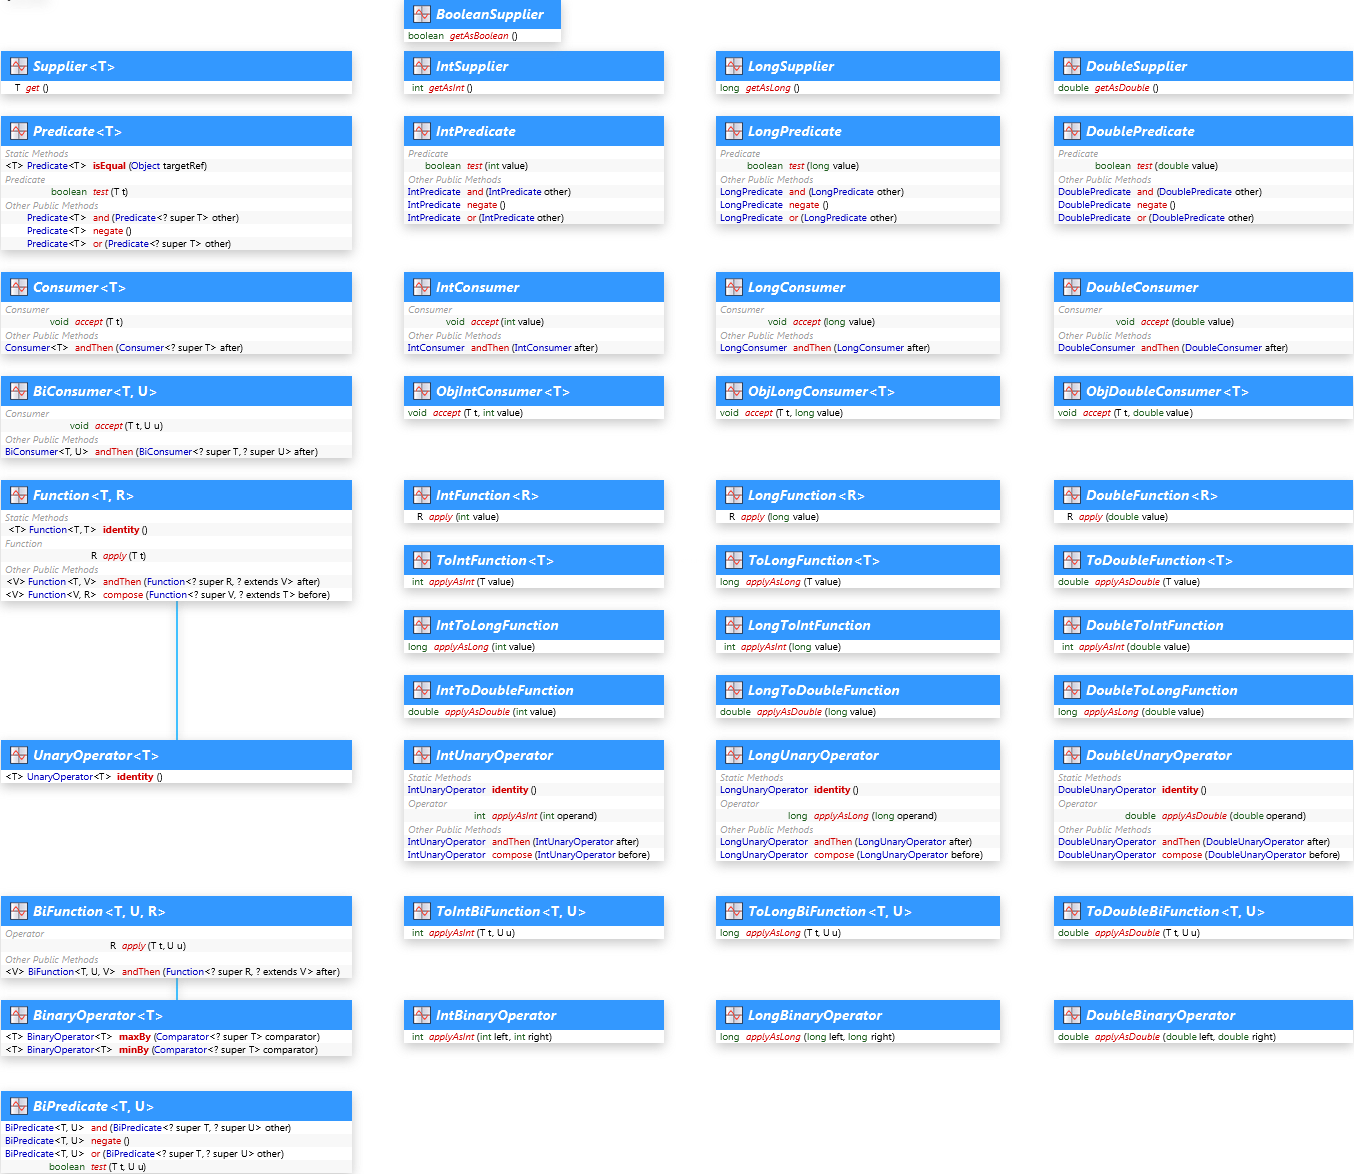 BooleanSupplier
boolean getAsBoolean ()
Supplier <T>
T get ()
IntSupplier
int getAsInt ()
LongSupplier
long getAsLong ()
DoubleSupplier
double getAsDouble ()
Predicate <T>
Static Methods
<T> Predicate<T> isEqual (Object targetRef)
Predicate
boolean test (T t)
Other Public Methods
Predicate<T> and (Predicate<? super T> other)
Predicate<T> negate ()
Predicate<T> or (Predicate<? super T> other)
IntPredicate
Predicate
boolean test (int value)
Other Public Methods
IntPredicate and (IntPredicate other)
IntPredicate negate ()
IntPredicate or (IntPredicate other)
LongPredicate
Predicate
boolean test (long value)
Other Public Methods
LongPredicate and (LongPredicate other)
LongPredicate negate ()
LongPredicate or (LongPredicate other)
DoublePredicate
Predicate
boolean test (double value)
Other Public Methods
DoublePredicate and (DoublePredicate other)
DoublePredicate negate ()
DoublePredicate or (DoublePredicate other)
Consumer <T>
Consumer
void accept (T t)
Other Public Methods
Consumer<T> andThen (Consumer<? super T> after)
IntConsumer
Consumer
void accept (int value)
Other Public Methods
IntConsumer andThen (IntConsumer after)
LongConsumer
Consumer
void accept (long value)
Other Public Methods
LongConsumer andThen (LongConsumer after)
DoubleConsumer
Consumer
void accept (double value)
Other Public Methods
DoubleConsumer andThen (DoubleConsumer after)
BiConsumer <T, U>
Consumer
void accept (T t, U u)
Other Public Methods
BiConsumer<T, U> andThen (BiConsumer<? super T, ? super U> after)
ObjIntConsumer <T>
void accept (T t, int value)
ObjLongConsumer <T>
void accept (T t, long value)
ObjDoubleConsumer <T>
void accept (T t, double value)
Function <T, R>
Static Methods
<T> Function<T, T> identity ()
Function
R apply (T t)
Other Public Methods
<V> Function<T, V> andThen (Function<? super R, ? extends V> after)
<V> Function<V, R> compose (Function<? super V, ? extends T> before)
IntFunction <R>
R apply (int value)
LongFunction <R>
R apply (long value)
DoubleFunction <R>
R apply (double value)
ToIntFunction <T>
int applyAsInt (T value)
ToLongFunction <T>
long applyAsLong (T value)
ToDoubleFunction <T>
double applyAsDouble (T value)
IntToLongFunction
long applyAsLong (int value)
LongToIntFunction
int applyAsInt (long value)
DoubleToIntFunction
int applyAsInt (double value)
IntToDoubleFunction
double applyAsDouble (int value)
LongToDoubleFunction
double applyAsDouble (long value)
DoubleToLongFunction
long applyAsLong (double value)
UnaryOperator <T>
<T> UnaryOperator<T> identity ()
IntUnaryOperator
Static Methods
IntUnaryOperator identity ()
Operator
int applyAsInt (int operand)
Other Public Methods
IntUnaryOperator andThen (IntUnaryOperator after)
IntUnaryOperator compose (IntUnaryOperator before)
LongUnaryOperator
Static Methods
LongUnaryOperator identity ()
Operator
long applyAsLong (long operand)
Other Public Methods
LongUnaryOperator andThen (LongUnaryOperator after)
LongUnaryOperator compose (LongUnaryOperator before)
DoubleUnaryOperator
Static Methods
DoubleUnaryOperator identity ()
Operator
double applyAsDouble (double operand)
Other Public Methods
DoubleUnaryOperator andThen (DoubleUnaryOperator after)
DoubleUnaryOperator compose (DoubleUnaryOperator before)
BiFunction <T, U, R>
Operator
R apply (T t, U u)
Other Public Methods
<V> BiFunction<T, U, V> andThen (Function<? super R, ? extends V> after)
ToIntBiFunction <T, U>
int applyAsInt (T t, U u)
ToLongBiFunction <T, U>
long applyAsLong (T t, U u)
ToDoubleBiFunction <T, U>
double applyAsDouble (T t, U u)
BinaryOperator <T>
<T> BinaryOperator<T> maxBy (Comparator<? super T> comparator)
<T> BinaryOperator<T> minBy (Comparator<? super T> comparator)
IntBinaryOperator
int applyAsInt (int left, int right)
LongBinaryOperator
long applyAsLong (long left, long right)
DoubleBinaryOperator
double applyAsDouble (double left, double right)
BiPredicate <T, U>
BiPredicate<T, U> and (BiPredicate<? super T, ? super U> other)
BiPredicate<T, U> negate ()
BiPredicate<T, U> or (BiPredicate<? super T, ? super U> other)
boolean test (T t, U u)